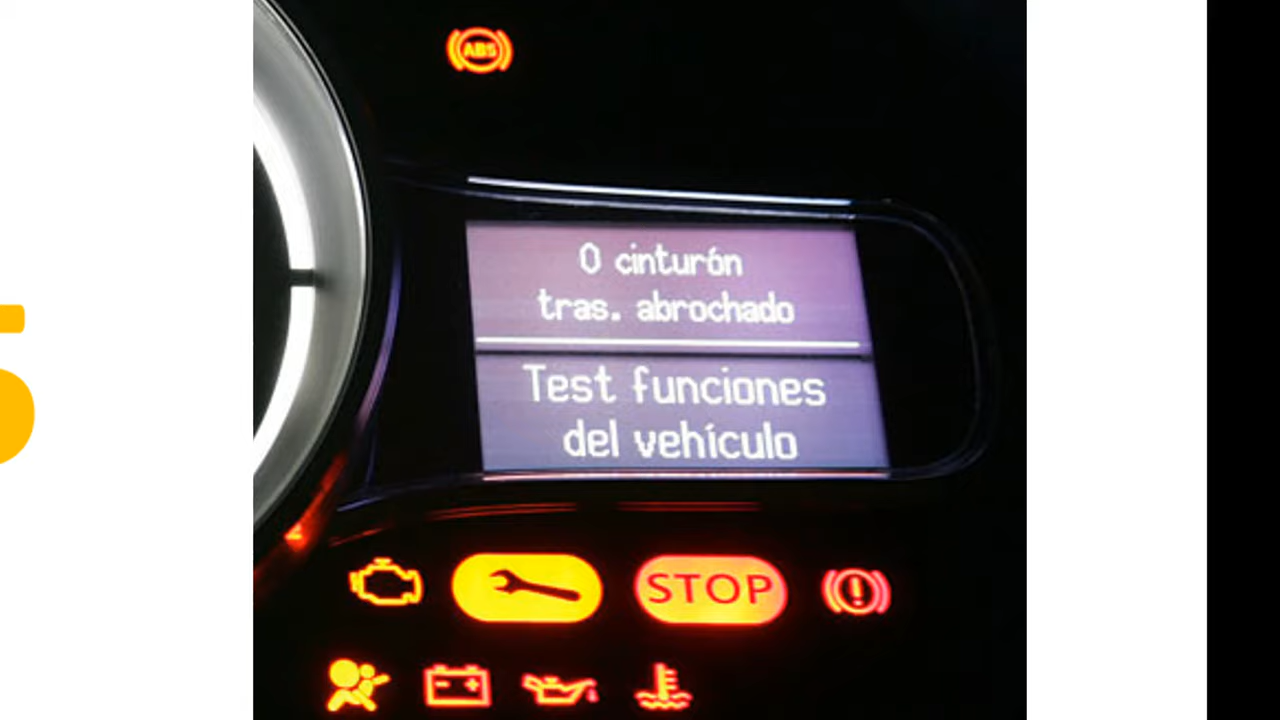 ABS
0 cinturón
tras. abrochado
Test funciones
del vehículo
STOP